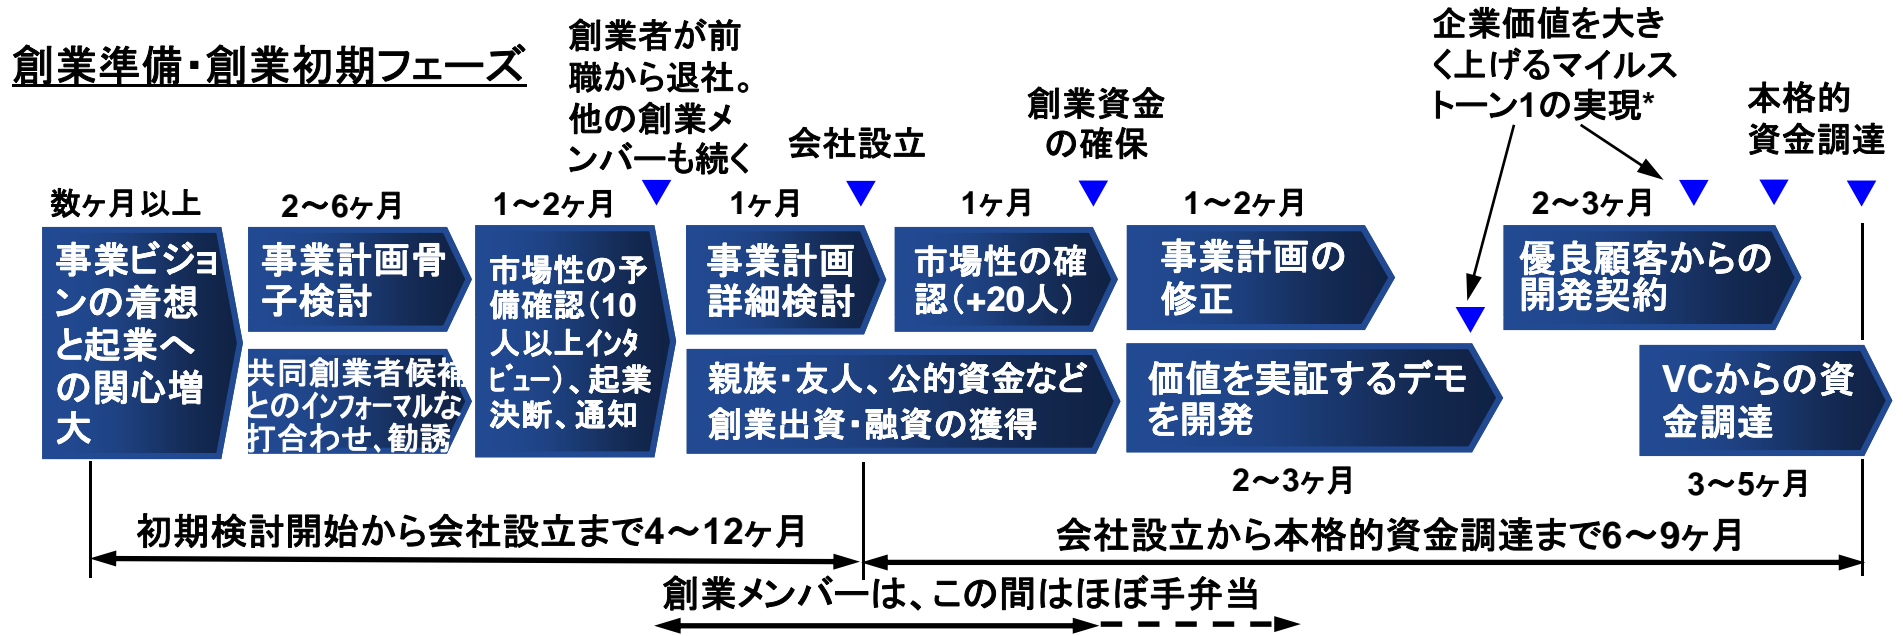 創業準備・創業初期フェーズ
創業者が前
職から退社。
他の創業メ
ンバーも続く
会社設立
創業資金
の確保
企業価値を大き
く上げるマイルス
トーン1の実現*
本格的
資金調達
数ヶ月以上
2～6ヶ月
1～2ヶ月
1ヶ月
1ヶ月
1～2ヶ月
2～3ヶ月
事業ビジョ
ンの着想
と起業へ
の関心増
大
事業計画骨
子検討
共同創業者候補
とのインフォーマルな
打合わせ、勧誘
市場性の予
備確認（10
人以上インタ
ビュー）、起業
決断、通知
事業計画
詳細検討
市場性の確
認（+20人）
親族・友人、公的資金など
創業出資・融資の獲得
事業計画の
修正
価値を実証するデモ
を開発
2～3ヶ月
優良顧客からの
開発契約
VCからの資
金調達
3～5ヶ月
初期検討開始から会社設立まで4～12ヶ月
会社設立から本格的資金調達まで6～9ヶ月
創業メンバーは、この間はほぼ手弁当